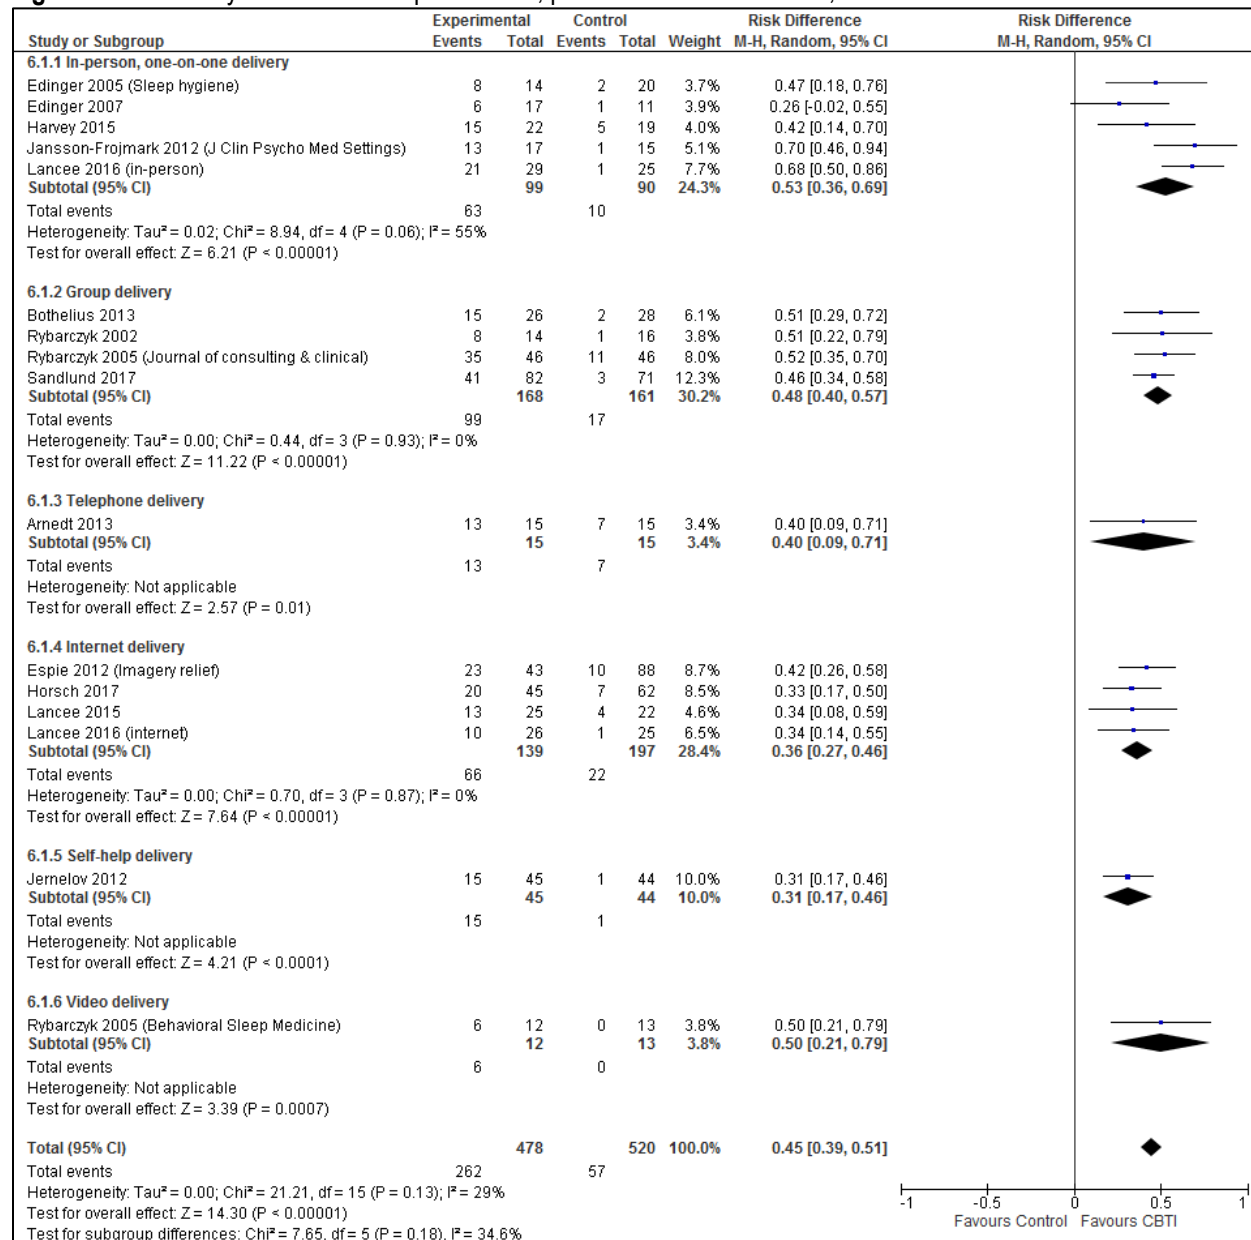 Experimental Control Risk Difference Risk Difference
Study or Subgroup Events Total Events Total Weight M-H, Random, 95% CI M-H, Random, 95% CI
6.1.1 In-person, one-on-one delivery
Edinger 2005 (Sleep hygiene) 8 14 2 20 3.7% 0.47 [0.18, 0.76]
Edinger 2007 6 17 1 11 3.9% 0.26 [-0.02, 0.55]
Harvey 2015 15 22 5 19 4.0% 0.42 [0.14, 0.70]
Jansson-Frojmark 2012 (J Clin Psycho Med Settings) 13 17 1 15 5.1% 0.70 [0.46, 0.94]
Lancee 2016 (in-person) 21 29 1 25 7.7% 0.68 [0.50, 0.86]
Subtotal (95% CI) 99 90 24.3% 0.53 [0.36, 0.69]
Total events 63 10
Heterogeneity: Tau² = 0.02; Chi² = 8.94, df = 4 (P = 0.06); I² = 55%
Test for overall effect: Z = 6.21 (P < 0.00001)
6.1.2 Group delivery
Bothelius 2013 15 26 2 28 6.1% 0.51 [0.29, 0.72]
Rybarczyk 2002 8 14 1 16 3.8% 0.51 [0.22, 0.79]
Rybarczyk 2005 (Journal of consulting & clinical) 35 46 11 46 8.0% 0.52 [0.35, 0.70]
Sandlund 2017 41 82 3 71 12.3% 0.46 [0.34, 0.58]
Subtotal (95% CI) 168 161 30.2% 0.48 [0.40, 0.57]
Total events 99 17
Heterogeneity: Tau² = 0.00; Chi² = 0.44, df = 3 (P = 0.93); I² = 0%
Test for overall effect: Z = 11.22 (P < 0.00001)
6.1.3 Telephone delivery
Arnedt 2013 13 15 7 15 3.4% 0.40 [0.09, 0.71]
Subtotal (95% CI) 15 15 3.4% 0.40 [0.09, 0.71]
Total events 13 7
Heterogeneity: Not applicable
Test for overall effect: Z = 2.57 (P = 0.01)
6.1.4 Internet delivery
Espie 2012 (Imagery relief) 23 43 10 88 8.7% 0.42 [0.26, 0.58]
Horsch 2017 20 45 7 62 8.5% 0.33 [0.17, 0.50]
Lancee 2015 13 25 4 22 4.6% 0.34 [0.08, 0.59]
Lancee 2016 (internet) 10 26 1 25 6.5% 0.34 [0.14, 0.55]
Subtotal (95% CI) 139 197 28.4% 0.36 [0.27, 0.46]
Total events 66 22
Heterogeneity: Tau² = 0.00; Chi² = 0.70, df = 3 (P = 0.87); I² = 0%
Test for overall effect: Z = 7.64 (P < 0.00001)
6.1.5 Self-help delivery
Jernelov 2012 15 45 1 44 10.0% 0.31 [0.17, 0.46]
Subtotal (95% CI) 45 44 10.0% 0.31 [0.17, 0.46]
Total events 15 1
Heterogeneity: Not applicable
Test for overall effect: Z = 4.21 (P < 0.0001)
6.1.6 Video delivery
Rybarczyk 2005 (Behavioral Sleep Medicine) 6 12 0 13 3.8% 0.50 [0.21, 0.79]
Subtotal (95% CI) 12 13 3.8% 0.50 [0.21, 0.79]
Total events 6 0
Heterogeneity: Not applicable
Test for overall effect: Z = 3.39 (P = 0.0007)
Total (95% CI) 478 520 100.0% 0.45 [0.39, 0.51]
Total events 262 57
Heterogeneity: Tau² = 0.00; Chi² = 21.21, df = 15 (P = 0.13); I² = 29%
Test for overall effect: Z = 14.30 (P < 0.00001)
Test for subgroup differences: Chi² = 7.65, df = 5 (P = 0.18), I² = 34.6%
-1 -0.5 0 0.5 1
Favours Control Favours CBTI